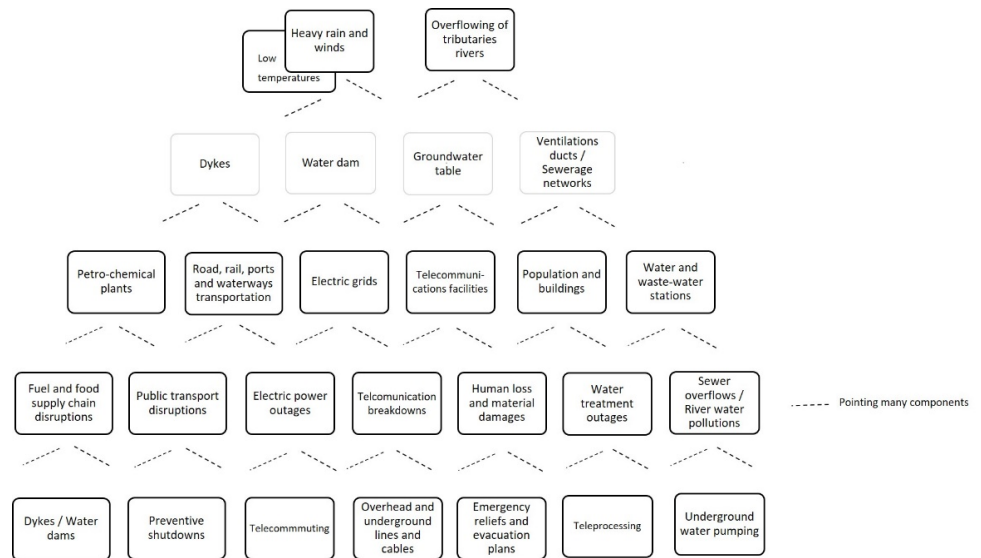 Heavy rain and
winds
Low
temperatures
Overflowing of
tributaries
rivers
Dykes
Water dam
Groundwater
table
Ventilations
ducts /
Sewerage
networks
Petro-chemical
plants
Road, rail, ports
and waterways
transportation
Electric grids
Telecommuni-
cations facilities
Population and
buildings
Water and
waste-water
stations
Fuel and food
supply chain
disruptions
Public transport
disruptions
Electric power
outages
Telcomunication
breakdowns
Human loss
and material
damages
Water
treatment
outages
Sewer
overflows /
River water
pollutions
Pointing many components
Dykes / Water
dams
Preventive
shutdowns
Telecommmuting
Overhead and
underground
lines and
cables
Emergency
reliefs and
evacuation
plans
Teleprocessing
Underground
water pumping